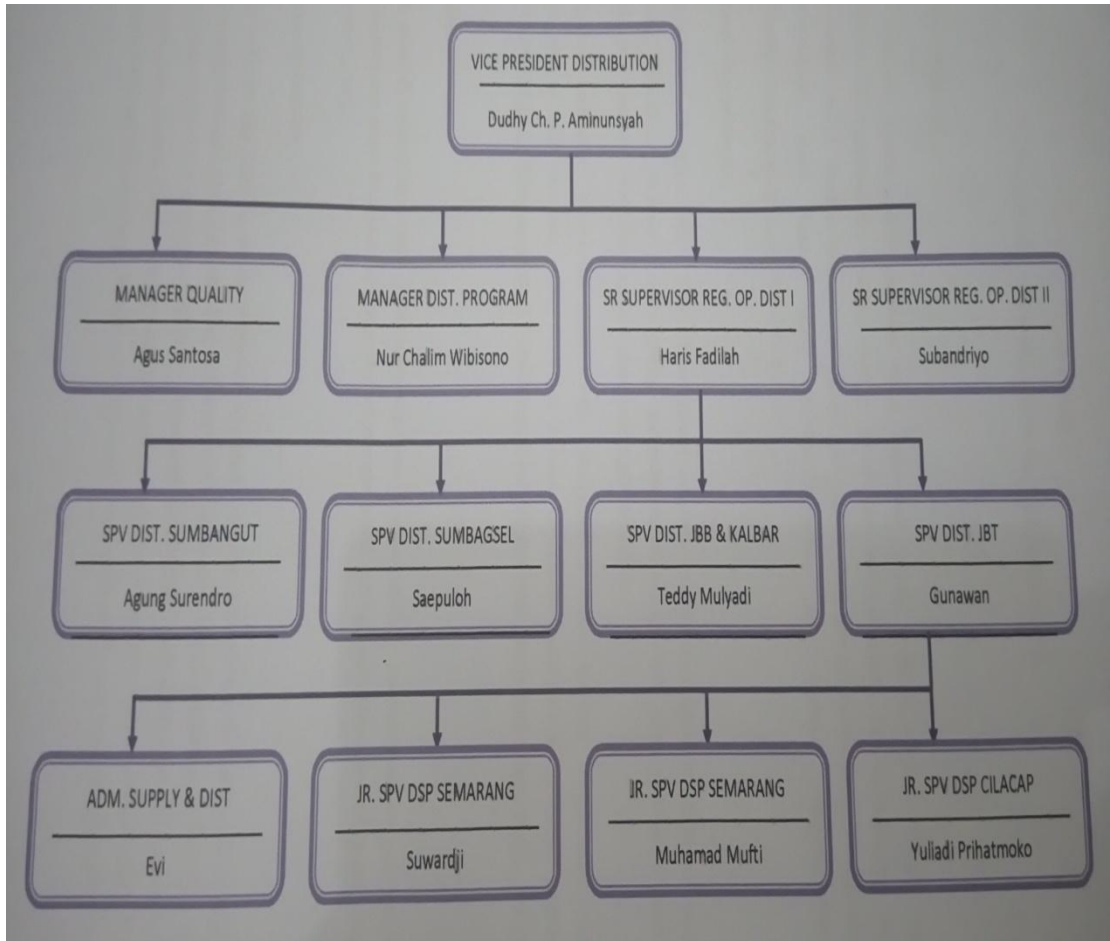 VICE PRESIDENT DISTRIBUTION
Dudhy Ch. P. Aminunsyah
MANAGER QUALITY
Agus Santosa
MANAGER DIST. PROGRAM
Nur Chalim Wibisono
SR SUPERVISOR REG. OP. DIST I
Haris Fadilah
SR SUPERVISOR REG. OP. DIST II
Subandriyo
SPV DIST. SUMBANGUT
Agung Surendro
SPV DIST. SUMBAGSEL
Saepuloh
SPV DIST. JBB & KALBAR
Teddy Mulyadi
SPV DIST. JBT
Gunawan
ADM. SUPPLY & DIST
Evi
JR. SPV DSP SEMARANG
Suwardji
JR. SPV DSP SEMARANG
Muhamad Mufti
JR. SPV DSP CILACAP
Yuliadi Prihatmoko